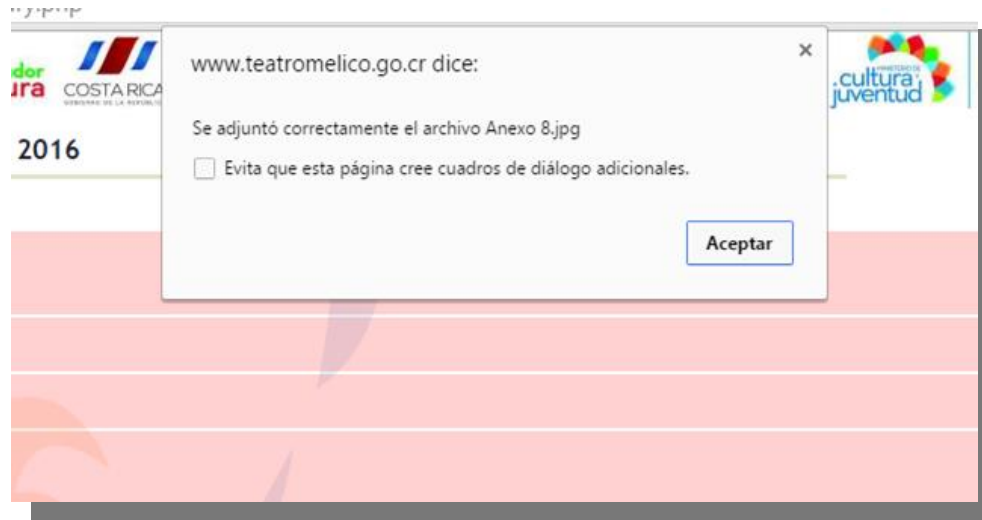 www.teatromelico.go.cr dice:
×
dor
ura
COSTA RICA
cultura y
juventud
2016
Se adjuntó correctamente el archivo Anexo 8.jpg
Evita que esta página cree cuadros de diálogo adicionales.
Aceptar